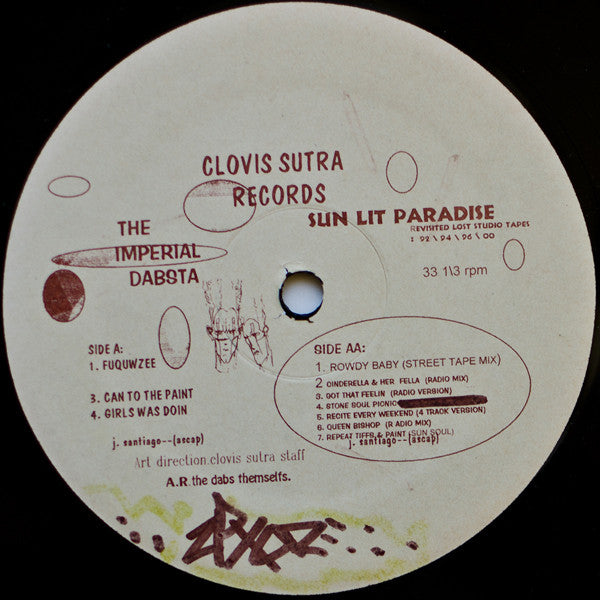 CLOVIS SUTRA
RECORDS
THE
IMPERIAL
DABSTA
SUN LIT PARADISE
REVISITED LOST STUDIO TAPES
: 92 \ 94 \ 96 \ 00
33 1\3 rpm
SIDE A:
1. FUQUWZEE
3. CAN TO THE PAINT
4. GIRLS WAS DOIN
j. santiago--(ascap)
SIDE AA:
1. ROWDY BABY (STREET TAPE MIX)
2 CINDERELLA & HER FELLA (RADIO MIX)
3. GOT THAT FEELIN (RADIO VERSION)
4. STONE SOUL PICNIC
5. RECITE EVERY WEEKEND (4 TRACK VERSION)
6. QUEEN BISHOP (R ADIO MIX)
7. REPEAT TIFFS & PAINT (SUN SOUL)
j. santiago--(ascap)
Art direction.clovis sutra staff
A.R.the dabs themselfs.